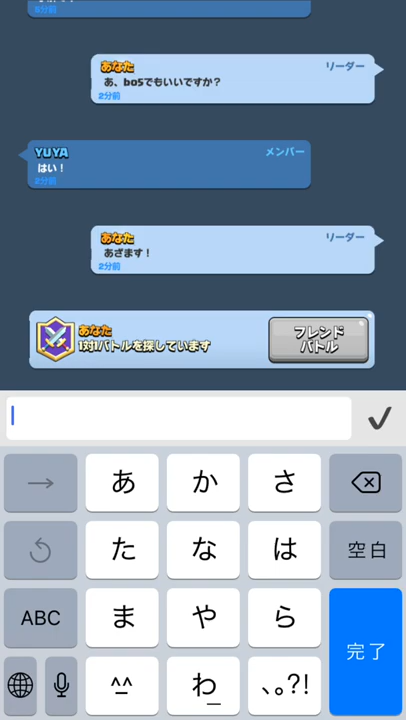 5分前
あなた
リーダー
あ、bo5でもいいですか?
2分前
YUYA
メンバー
はい!
2分前
あなた
リーダー
あざます!
2分前
あなた
1対1バトルを探しています
フレンド
バトル
→
あ
か
さ
た
な
は
空白
ABC
ま
や
ら
完了
^^
わ_
､｡?!